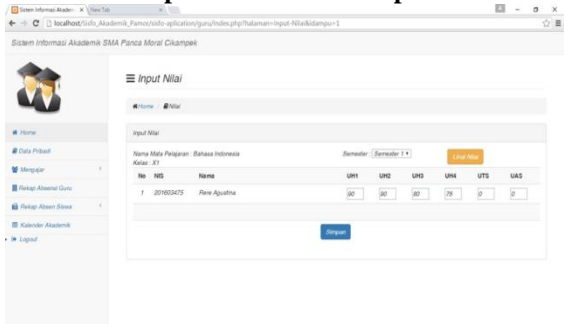 Sistem Informasi Akadem
New Tab
localhost/Sisfo_Akademik_Pamor/sisfo-aplication/guru/index.php?halaman=Input-Nilai&idampu=1
Sistem Informasi Akademik SMA Panca Moral Cikampek
Input Nilai
Home / Nilai
Home
Data Pribadi
Mengajar
Rekap Absensi Guru
Rekap Absen Siswa
Kalender Akademik
Logout
Input Nilai
Nama Mata Pelajaran : Bahasa Indonesia
Kelas : X1
Semester : Semester 1
Lihat Nilai
No NIS Nama UH1 UH2 UH3 UH4 UTS UAS
1 201603475 Rere Agustina 90 90 80 79 0 0
Simpan